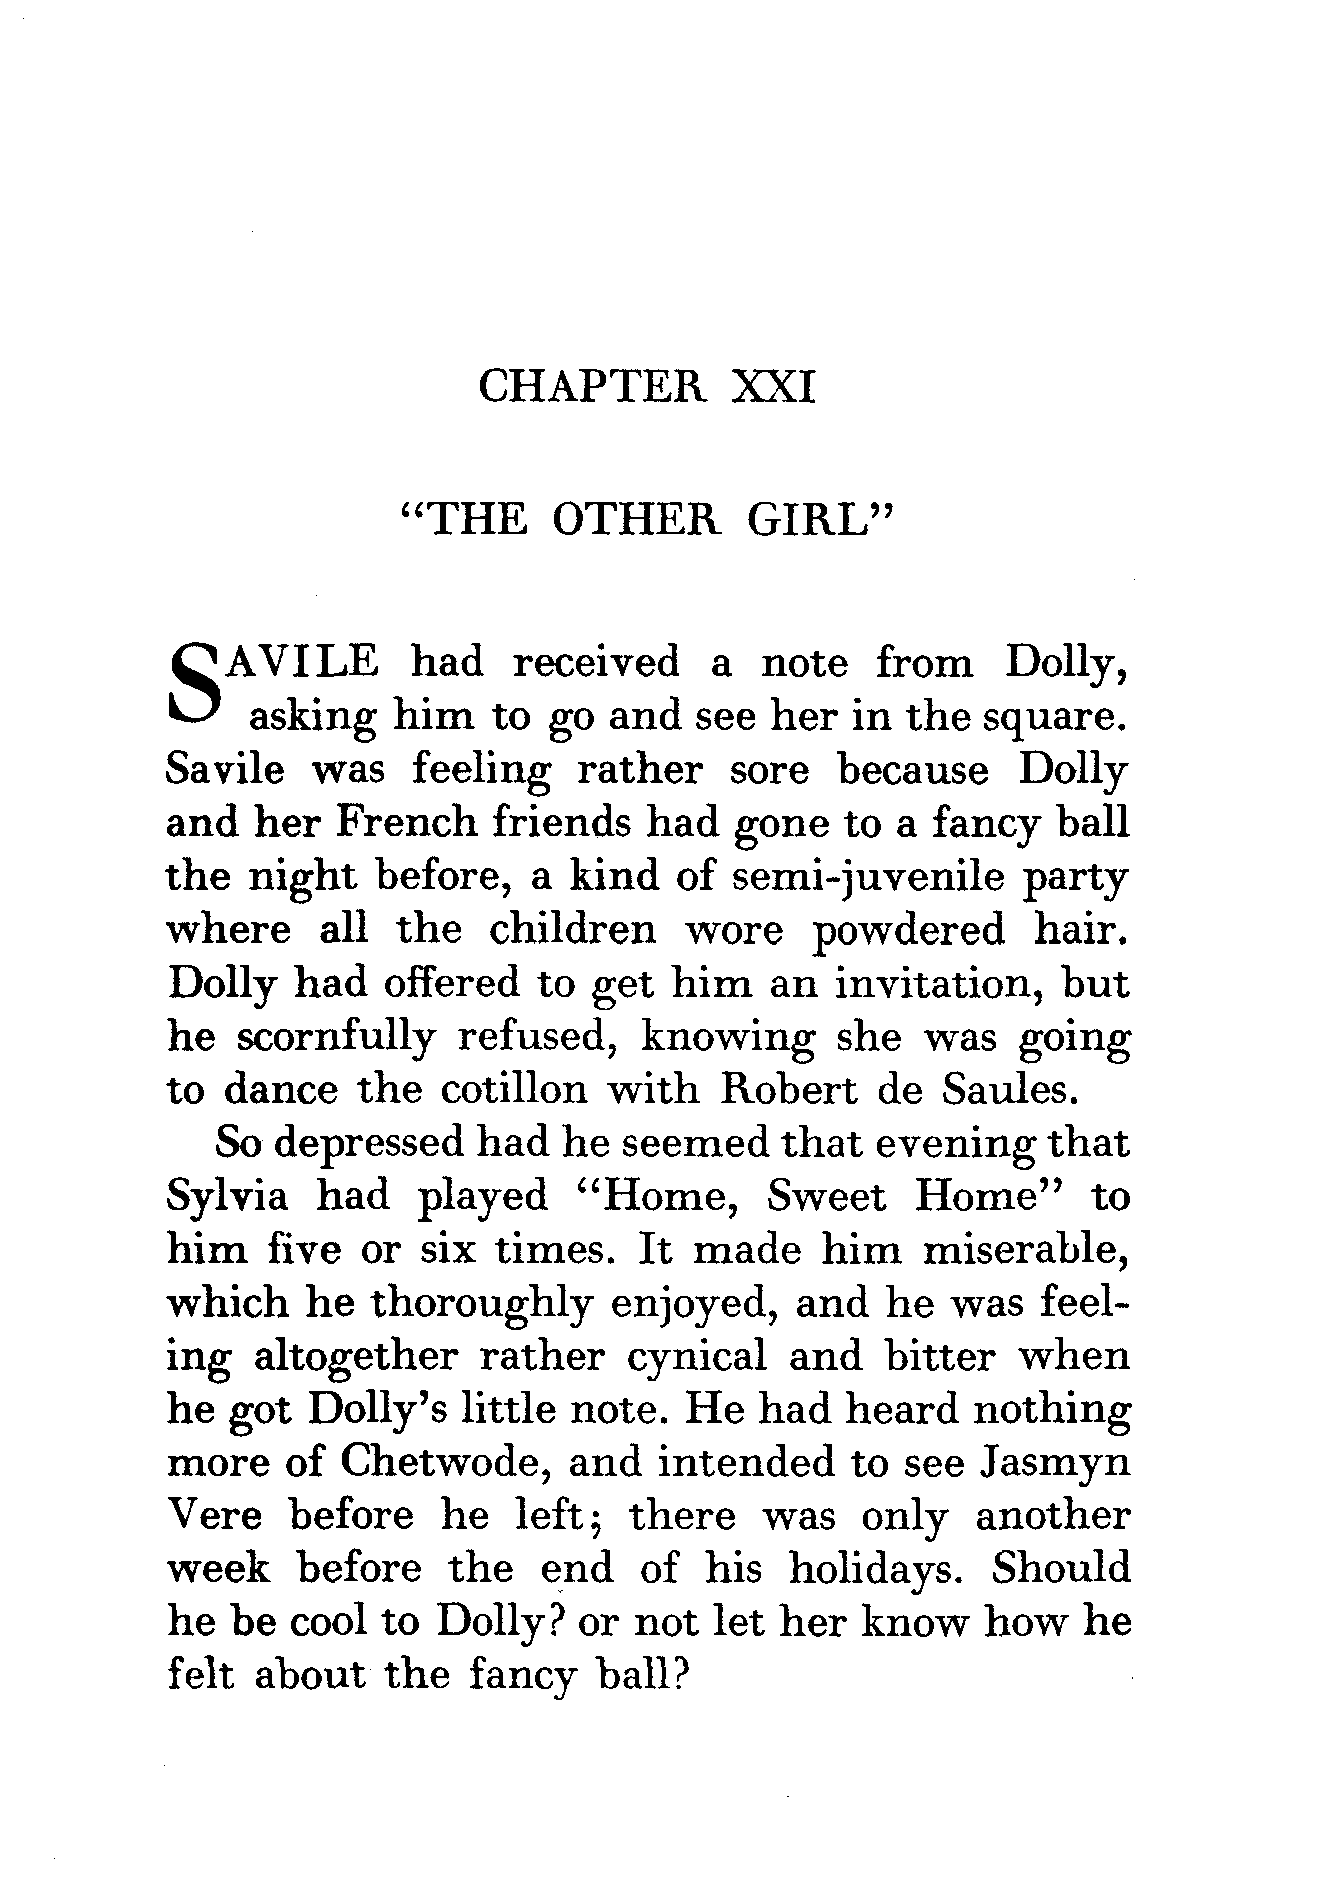 CHAPTER XXI
"THE OTHER GIRL"
SAVILE had received a note from Dolly,
asking him to go and see her in the square.
Savile was feeling rather sore because Dolly
and her French friends had gone to a fancy ball
the night before, a kind of semi-juvenile party
where all the children wore powdered hair.
Dolly had offered to get him an invitation, but
he scornfully refused, knowing she was going
to dance the cotillon with Robert de Saules.
So depressed had he seemed that evening that
Sylvia had played "Home, Sweet Home" to
him five or six times. It made him miserable,
which he thoroughly enjoyed, and he was feel-
ing altogether rather cynical and bitter when
he got Dolly's little note. He had heard nothing
more of Chetwode, and intended to see Jasmyn
Vere before he left; there was only another
week before the end of his holidays. Should
he be cool to Dolly? or not let her know how he
felt about the fancy ball?